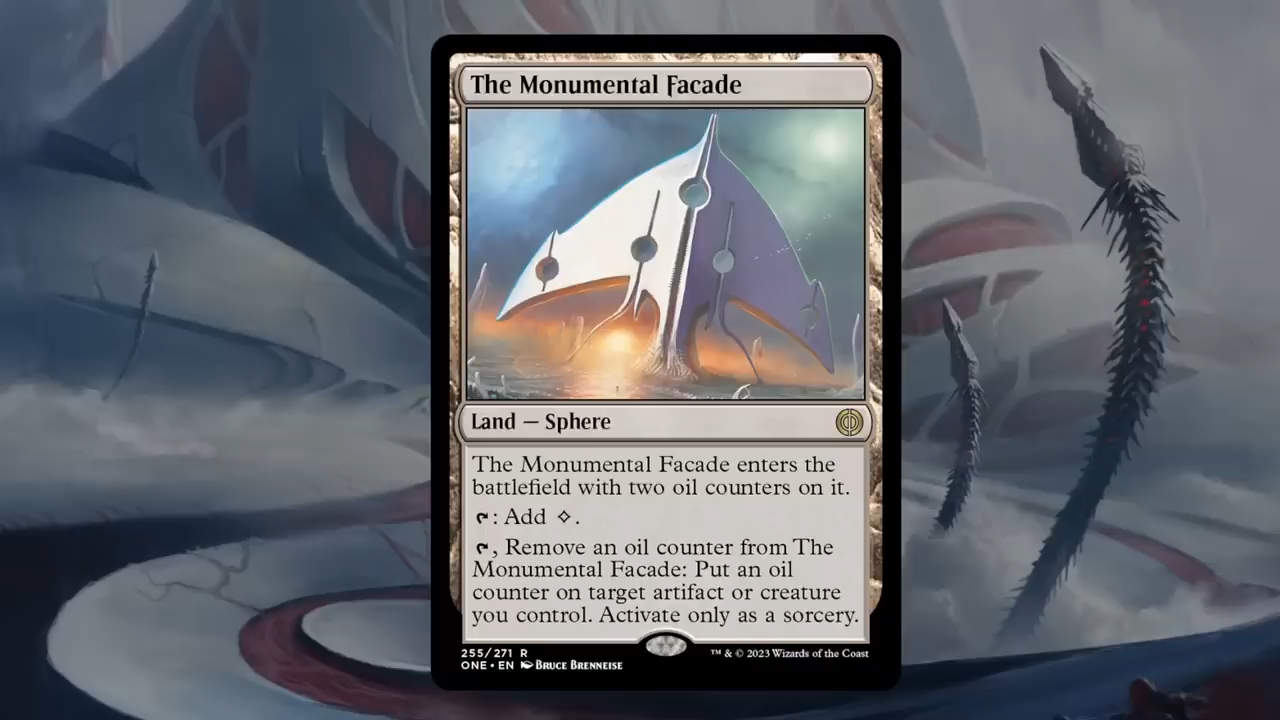 The Monumental Facade
Land — Sphere
The Monumental Facade enters the
battlefield with two oil counters on it.
: Add .
, Remove an oil counter from The
Monumental Facade: Put an oil
counter on target artifact or creature
you control. Activate only as a sorcery.
255/271 R
ONE • EN Bruce Brenneise
™ & © 2023 Wizards of the Coast